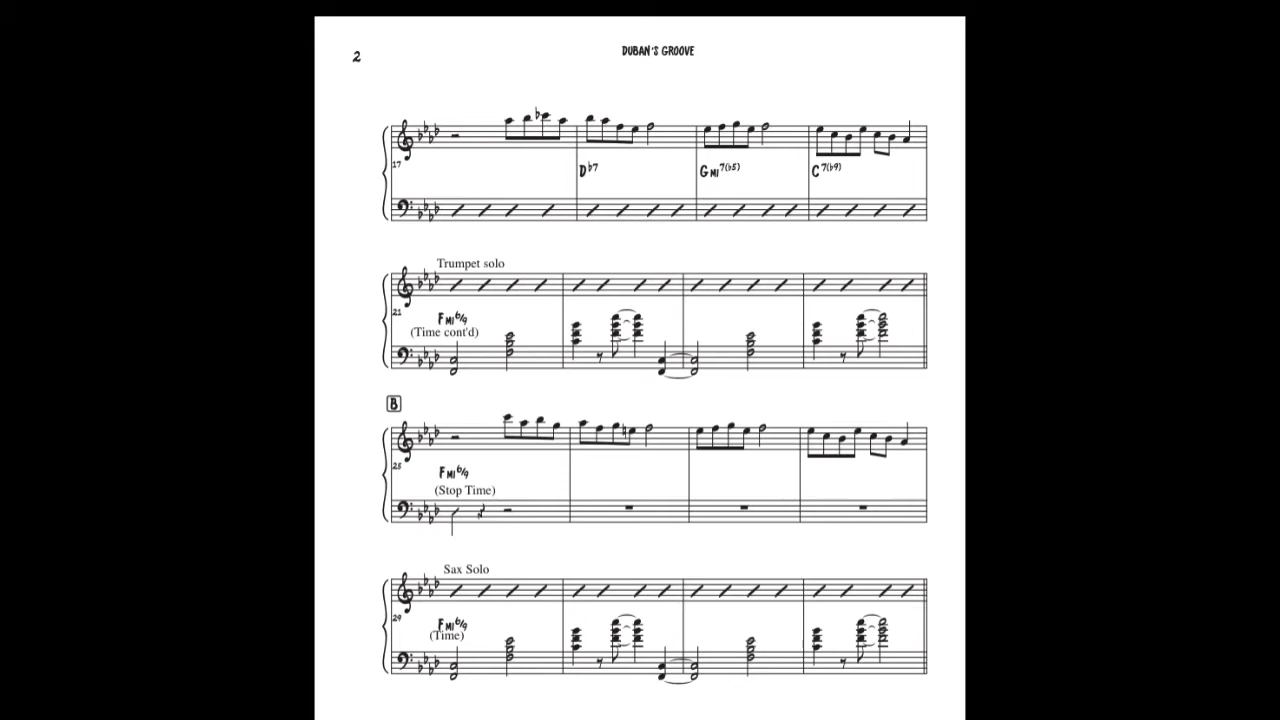 2
DUBAN'S GROOVE
17
D♭7 GMI7(♭5) C7(♭9)
Trumpet solo
21
FMI6/9
(Time cont'd)
B
25
FMI6/9
(Stop Time)
Sax Solo
29
FMI6/9
(Time)